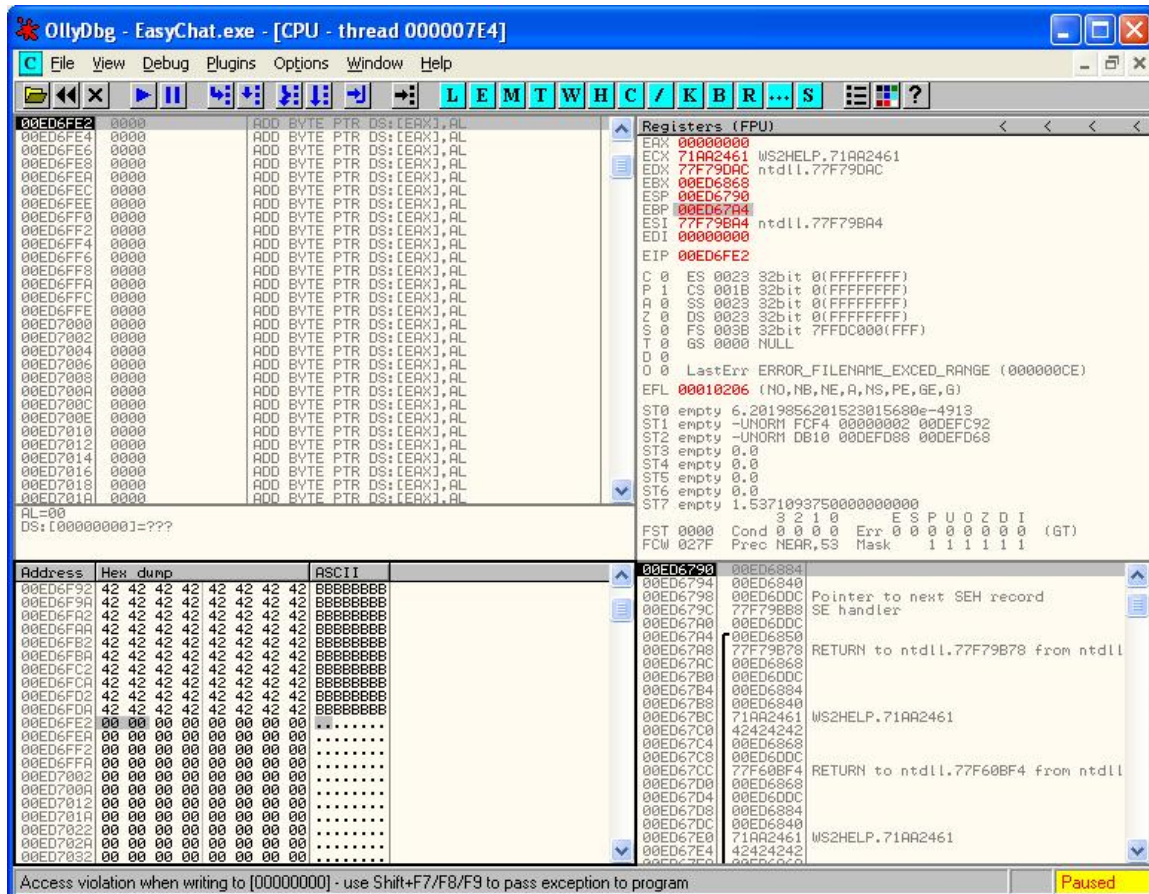 OllyDbg - EasyChat.exe - [CPU - thread 000007E4]
C File View Debug Plugins Options Window Help
L E M T W H C / K B R ... S ?
00ED6FE2 0000 ADD BYTE PTR DS:[EAX],AL
00ED6FE4 0000 ADD BYTE PTR DS:[EAX],AL
00ED6FE6 0000 ADD BYTE PTR DS:[EAX],AL
00ED6FE8 0000 ADD BYTE PTR DS:[EAX],AL
00ED6FEA 0000 ADD BYTE PTR DS:[EAX],AL
00ED6FEC 0000 ADD BYTE PTR DS:[EAX],AL
00ED6FEE 0000 ADD BYTE PTR DS:[EAX],AL
00ED6FF0 0000 ADD BYTE PTR DS:[EAX],AL
00ED6FF2 0000 ADD BYTE PTR DS:[EAX],AL
00ED6FF4 0000 ADD BYTE PTR DS:[EAX],AL
00ED6FF6 0000 ADD BYTE PTR DS:[EAX],AL
00ED6FF8 0000 ADD BYTE PTR DS:[EAX],AL
00ED6FFA 0000 ADD BYTE PTR DS:[EAX],AL
00ED6FFC 0000 ADD BYTE PTR DS:[EAX],AL
00ED6FFE 0000 ADD BYTE PTR DS:[EAX],AL
00ED7000 0000 ADD BYTE PTR DS:[EAX],AL
00ED7002 0000 ADD BYTE PTR DS:[EAX],AL
00ED7004 0000 ADD BYTE PTR DS:[EAX],AL
00ED7006 0000 ADD BYTE PTR DS:[EAX],AL
00ED7008 0000 ADD BYTE PTR DS:[EAX],AL
00ED700A 0000 ADD BYTE PTR DS:[EAX],AL
00ED700C 0000 ADD BYTE PTR DS:[EAX],AL
00ED700E 0000 ADD BYTE PTR DS:[EAX],AL
00ED7010 0000 ADD BYTE PTR DS:[EAX],AL
00ED7012 0000 ADD BYTE PTR DS:[EAX],AL
00ED7014 0000 ADD BYTE PTR DS:[EAX],AL
00ED7016 0000 ADD BYTE PTR DS:[EAX],AL
00ED7018 0000 ADD BYTE PTR DS:[EAX],AL
00ED701A 0000 ADD BYTE PTR DS:[EAX],AL
AL=00
DS:[00000000]=???
Registers (FPU) < < < <
EAX 00000000
ECX 71AA2461 WS2HELP.71AA2461
EDX 77F79DAC ntdll.77F79DAC
EBX 00ED6868
ESP 00ED6790
EBP 00ED67A4
ESI 77F79BA4 ntdll.77F79BA4
EDI 00000000
EIP 00ED6FE2
C 0 ES 0023 32bit 0(FFFFFFFF)
P 1 CS 001B 32bit 0(FFFFFFFF)
A 0 SS 0023 32bit 0(FFFFFFFF)
Z 0 DS 0023 32bit 0(FFFFFFFF)
S 0 FS 003B 32bit 7FFDC000(FFF)
T 0 GS 0000 NULL
D 0
O 0 LastErr ERROR_FILENAME_EXCED_RANGE (000000CE)
EFL 00010206 (NO,NB,NE,A,NS,PE,GE,G)
ST0 empty 6.2019856201523015680e-4913
ST1 empty -UNORM FCF4 00000002 00DEFC92
ST2 empty -UNORM DB10 00DEFD88 00DEFD68
ST3 empty 0.0
ST4 empty 0.0
ST5 empty 0.0
ST6 empty 0.0
ST7 empty 1.5371093750000000000
3 2 1 0 E S P U O Z D I
FST 0000 Cond 0 0 0 0 Err 0 0 0 0 0 0 0 0 (GT)
FCW 027F Prec NEAR,53 Mask 1 1 1 1 1 1
Address Hex dump ASCII
00ED6F92 42 42 42 42 42 42 42 42 BBBBBBBB
00ED6F9A 42 42 42 42 42 42 42 42 BBBBBBBB
00ED6FA2 42 42 42 42 42 42 42 42 BBBBBBBB
00ED6FAA 42 42 42 42 42 42 42 42 BBBBBBBB
00ED6FB2 42 42 42 42 42 42 42 42 BBBBBBBB
00ED6FBA 42 42 42 42 42 42 42 42 BBBBBBBB
00ED6FC2 42 42 42 42 42 42 42 42 BBBBBBBB
00ED6FCA 42 42 42 42 42 42 42 42 BBBBBBBB
00ED6FD2 42 42 42 42 42 42 42 42 BBBBBBBB
00ED6FDA 42 42 42 42 42 42 42 42 BBBBBBBB
00ED6FE2 00 00 00 00 00 00 00 00 ........
00ED6FEA 00 00 00 00 00 00 00 00 ........
00ED6FF2 00 00 00 00 00 00 00 00 ........
00ED6FFA 00 00 00 00 00 00 00 00 ........
00ED7002 00 00 00 00 00 00 00 00 ........
00ED700A 00 00 00 00 00 00 00 00 ........
00ED7012 00 00 00 00 00 00 00 00 ........
00ED701A 00 00 00 00 00 00 00 00 ........
00ED7022 00 00 00 00 00 00 00 00 ........
00ED702A 00 00 00 00 00 00 00 00 ........
00ED7032 00 00 00 00 00 00 00 00 ........
00ED6790 00ED6884
00ED6794 00ED6840
00ED6798 00ED6DDC Pointer to next SEH record
00ED679C 77F79BB8 SE handler
00ED67A0 00ED6DDC
00ED67A4 00ED6850
00ED67A8 77F79B78 RETURN to ntdll.77F79B78 from ntdll
00ED67AC 00ED6868
00ED67B0 00ED6DDC
00ED67B4 00ED6884
00ED67B8 00ED6840
00ED67BC 71AA2461 WS2HELP.71AA2461
00ED67C0 42424242
00ED67C4 00ED6868
00ED67C8 00ED6DDC
00ED67CC 77F60BF4 RETURN to ntdll.77F60BF4 from ntdll
00ED67D0 00ED6868
00ED67D4 00ED6DDC
00ED67D8 00ED6884
00ED67DC 00ED6840
00ED67E0 71AA2461 WS2HELP.71AA2461
00ED67E4 42424242
Access violation when writing to [00000000] - use Shift+F7/F8/F9 to pass exception to program Paused